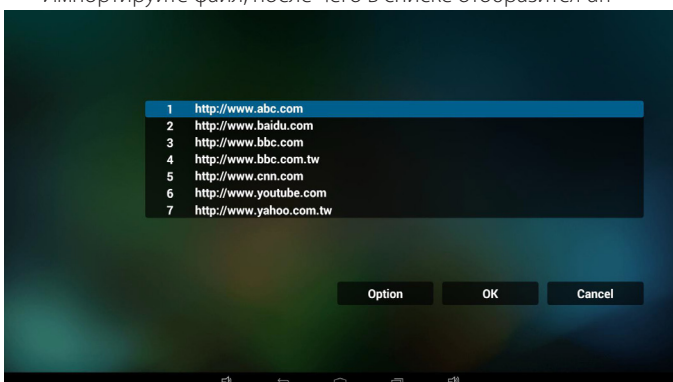 Импортируйте файл, после чего в списке отобразится ал
1 http://www.abc.com
2 http://www.baidu.com
3 http://www.bbc.com
4 http://www.bbc.com.tw
5 http://www.cnn.com
6 http://www.youtube.com
7 http://www.yahoo.com.tw
Option OK Cancel